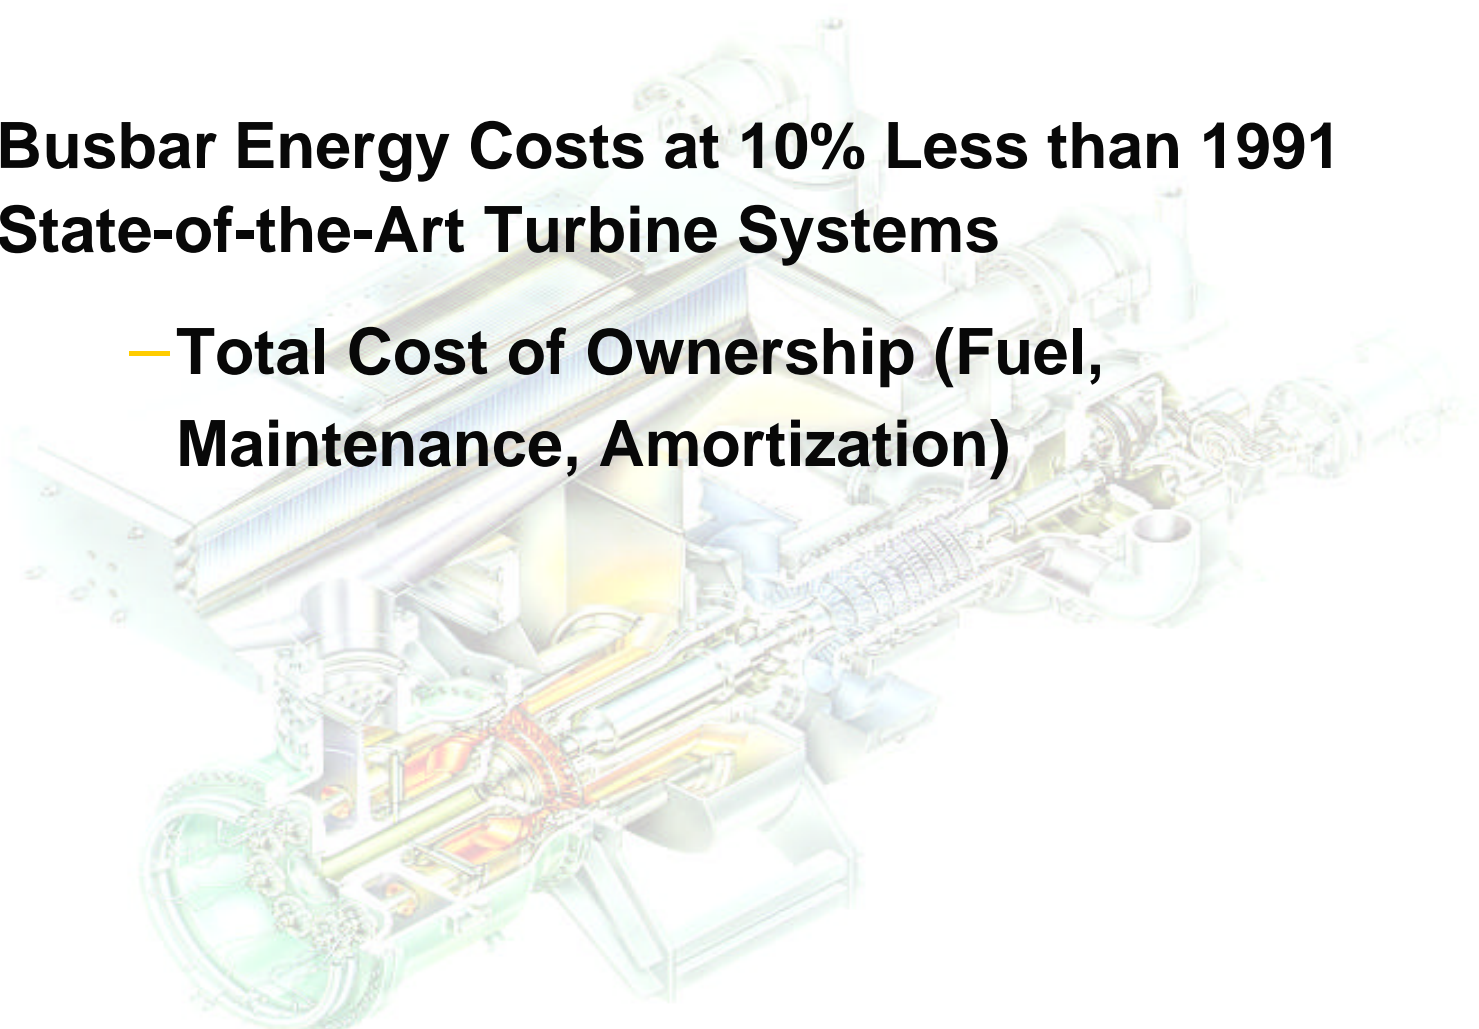 Busbar Energy Costs at 10% Less than 1991
State-of-the-Art Turbine Systems
–Total Cost of Ownership (Fuel,
Maintenance, Amortization)